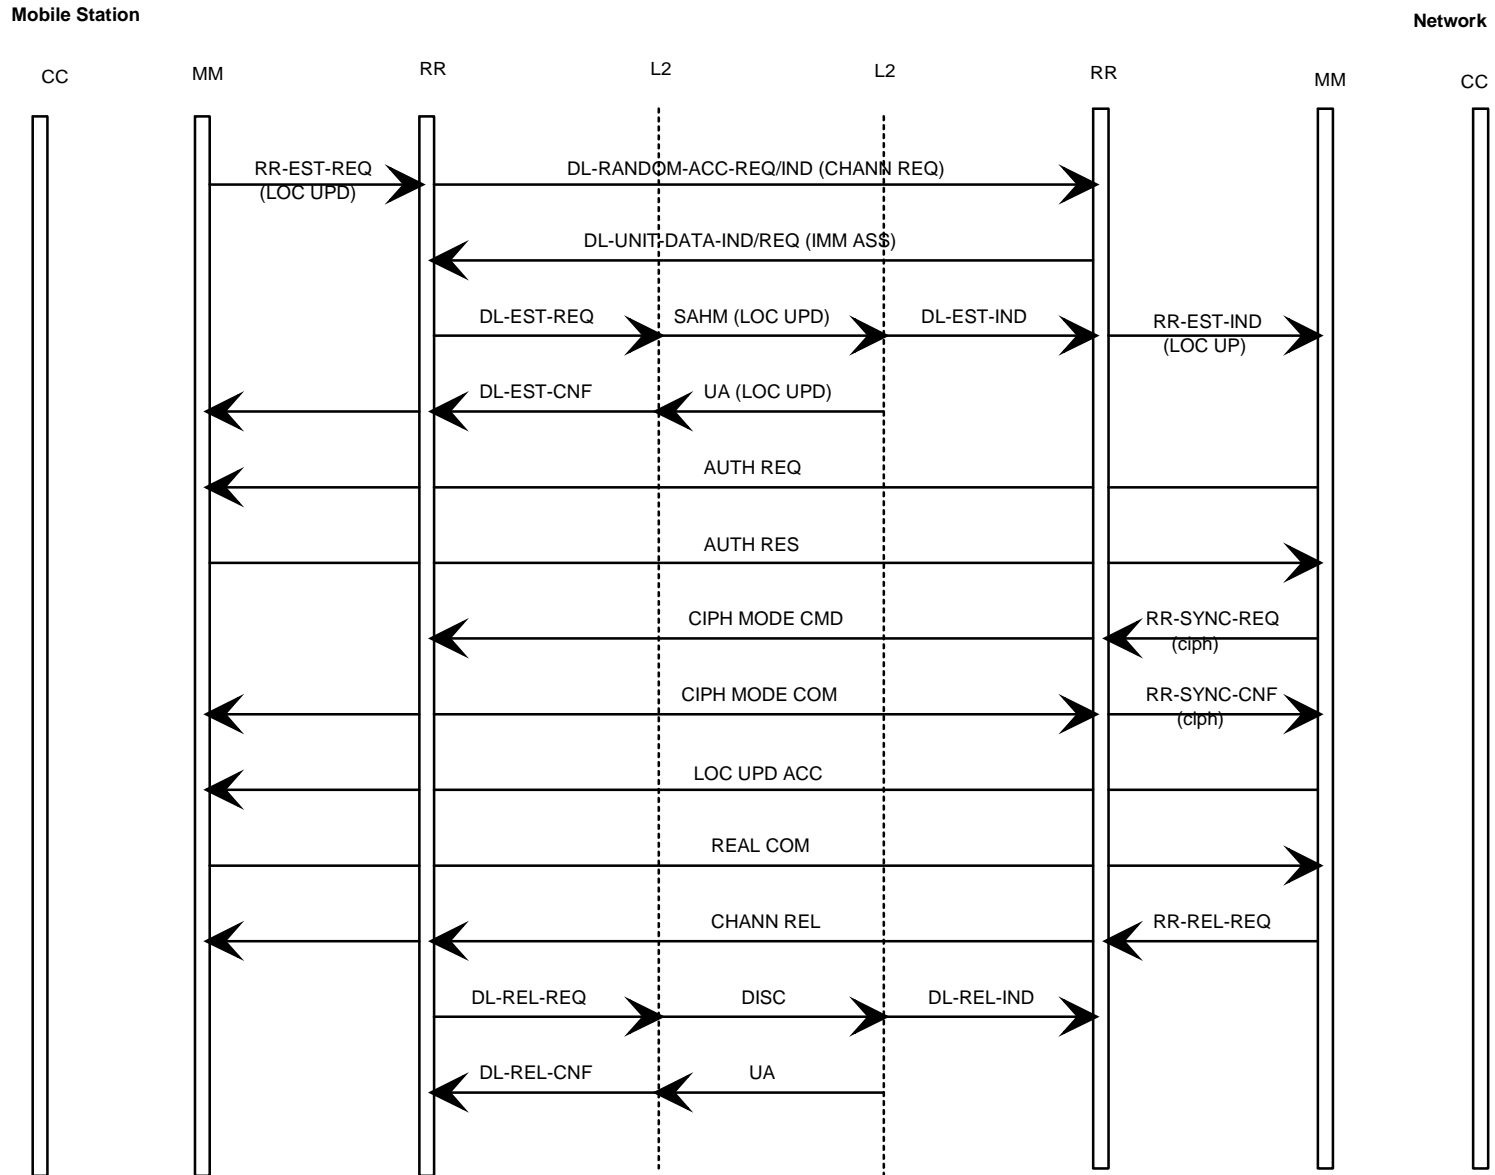 Mobile Station
Network
CC
MM
RR
L2
L2
RR
MM
CC
RR-EST-REQ
(LOC UPD)
DL-RANDOM-ACC-REQ/IND (CHANN REQ)
DL-UNIT-DATA-IND/REQ (IMM ASS)
DL-EST-REQ
SAHM (LOC UPD)
DL-EST-IND
RR-EST-IND
(LOC UP)
DL-EST-CNF
UA (LOC UPD)
AUTH REQ
AUTH RES
CIPH MODE CMD
RR-SYNC-REQ
(ciph)
CIPH MODE COM
RR-SYNC-CNF
(ciph)
LOC UPD ACC
REAL COM
CHANN REL
RR-REL-REQ
DL-REL-REQ
DISC
DL-REL-IND
DL-REL-CNF
UA